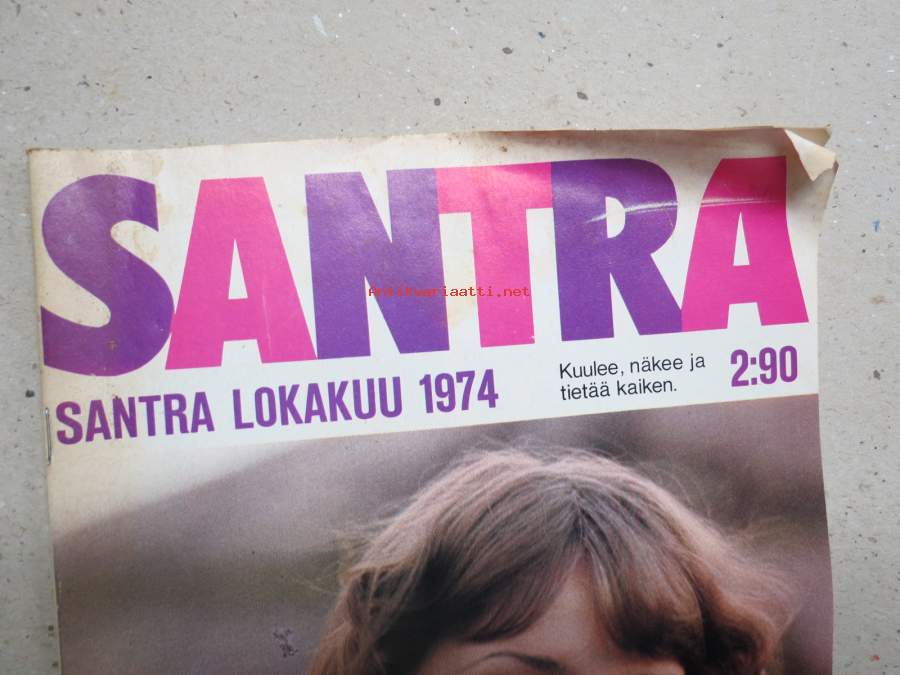 SANTRA
Antikvariaatti.net
SANTRA LOKAKUU 1974
Kuulee, näkee ja
tietää kaiken.
2:90